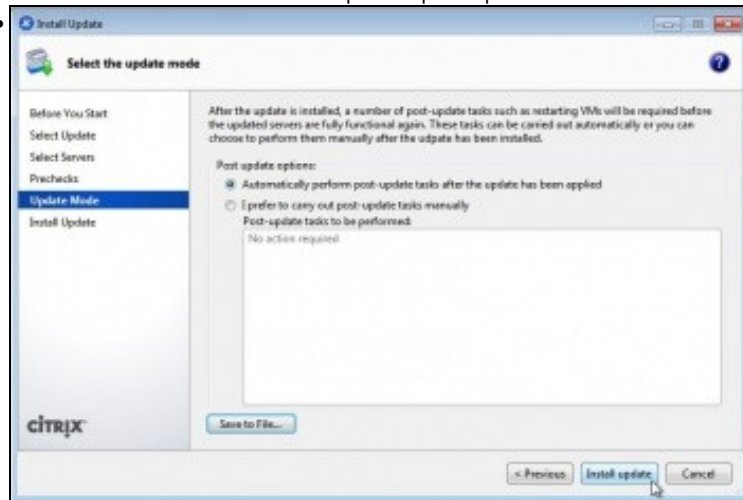 Install Update
Select the update mode
Before You Start
Select Update
Select Servers
Prechecks
Update Mode
Install Update
After the update is installed, a number of post-update tasks such as restarting VMs will be required before
the updated servers are fully functional again. These tasks can be carried out automatically or you can
choose to perform them manually after the udpate has been installed.
Post update options:
Automatically perform post-update tasks after the update has been applied
I prefer to carry out post-update tasks manually
Post-update tasks to be performed:
No action required
CITRIX
Save to File...
< Previous
Install update
Cancel